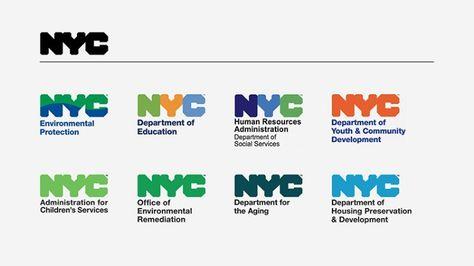 NYC
NYC
Environmental
Protection
NYC
Department of
Education
NYC
Human Resources
Administration
Department of
Social Services
NYC
Department of
Youth & Community
Development
NYC
Administration for
Children's Services
NYC
Office of
Environmental
Remediation
NYC
Department for
the Aging
NYC
Department of
Housing Preservation
& Development